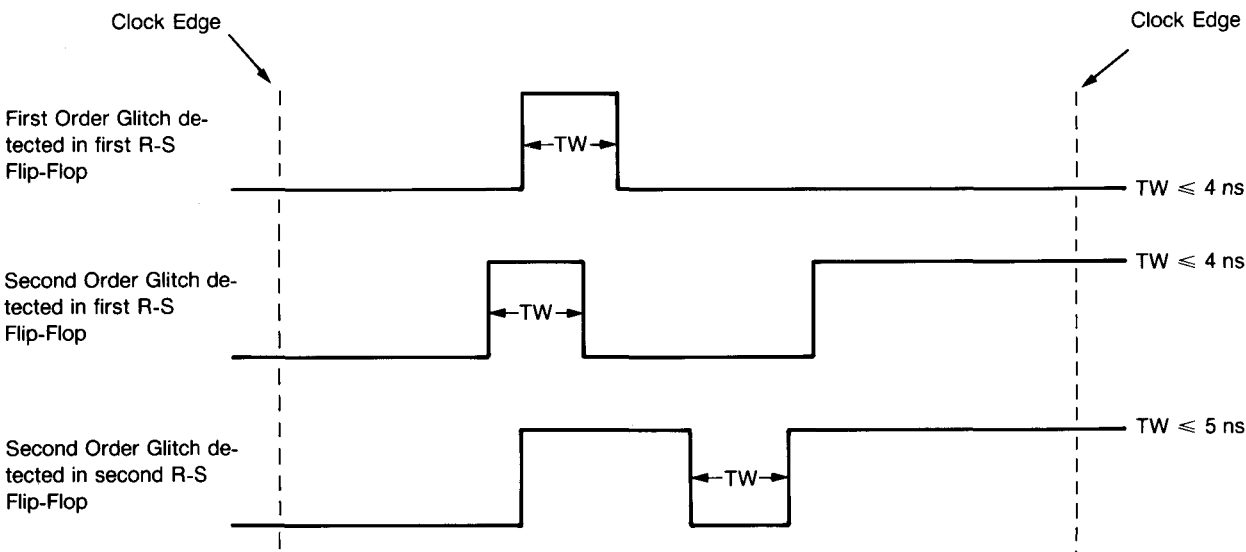 Clock Edge
Clock Edge
First Order Glitch de-
tected in first R-S
Flip-Flop
TW
TW ⩽ 4 ns
Second Order Glitch de-
tected in first R-S
Flip-Flop
TW
TW ⩽ 4 ns
Second Order Glitch de-
tected in second R-S
Flip-Flop
TW
TW ⩽ 5 ns